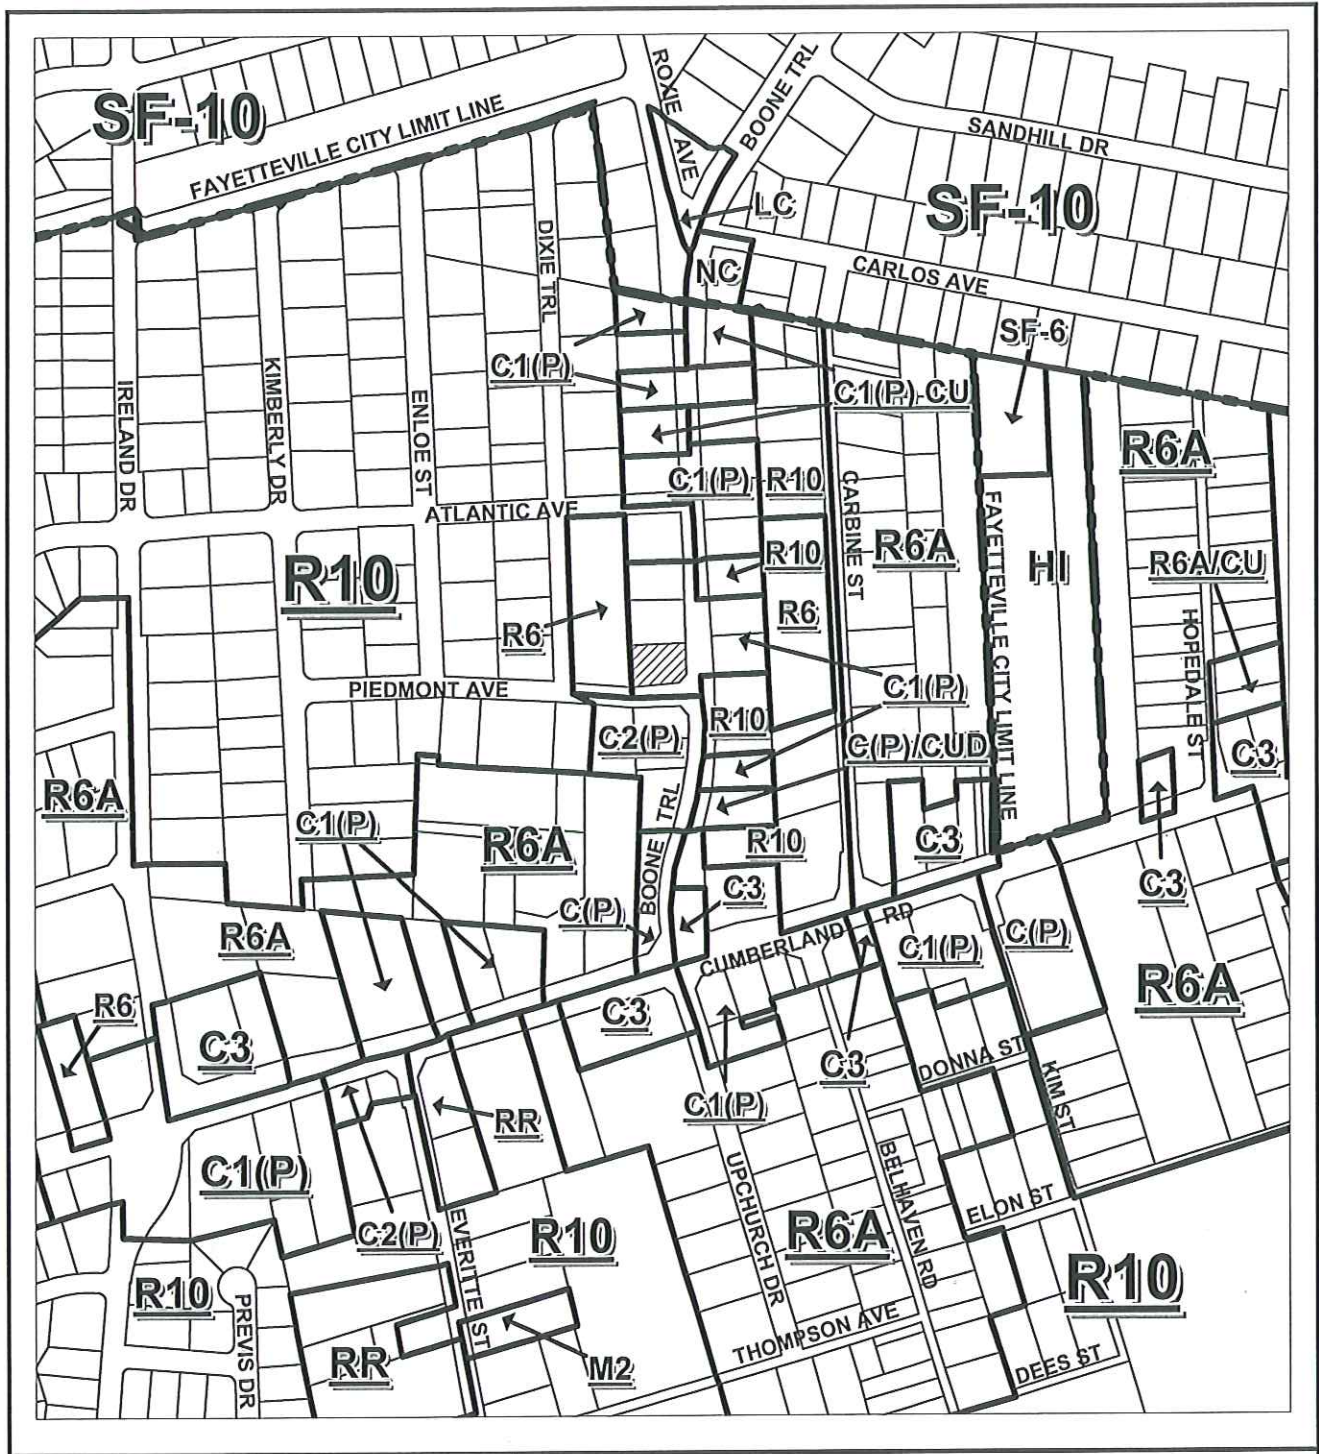 SF-10
FAYETTEVILLE CITY LIMIT LINE
ROXIE AVE
BOONE TRL
SANDHILL DR
SF-10
LC
NC
CARLOS AVE
DIXIE TRL
SF-6
C1(P)
C1(P)-CU
IRELAND DR
KIMBERLY DR
ENLOE ST
R6A
C1(P)
R10
CARBINE ST
ATLANTIC AVE
FAYETTEVILLE CITY LIMIT LINE
R10
R10
R6A
HI
R6A/CU
R6
R6
HOPEDALE ST
PIEDMONT AVE
C1(P)
C2(P)
R10
C(P)/CUD
C3
R6A
C1(P)
R6A
BOONE TRL
R10
C3
C3
C3
R6A
C(P)
CUMBERLAND RD
C1(P)
C(P)
R6A
R6
C3
C3
C3
DONNA ST
KIM ST
C1(P)
RR
C1(P)
UPCHURCH DR
BELHAVEN RD
C2(P)
EVERITTE ST
R10
R6A
ELON ST
R10
R10
PREVIS DR
THOMPSON AVE
RR
M2
DEES ST